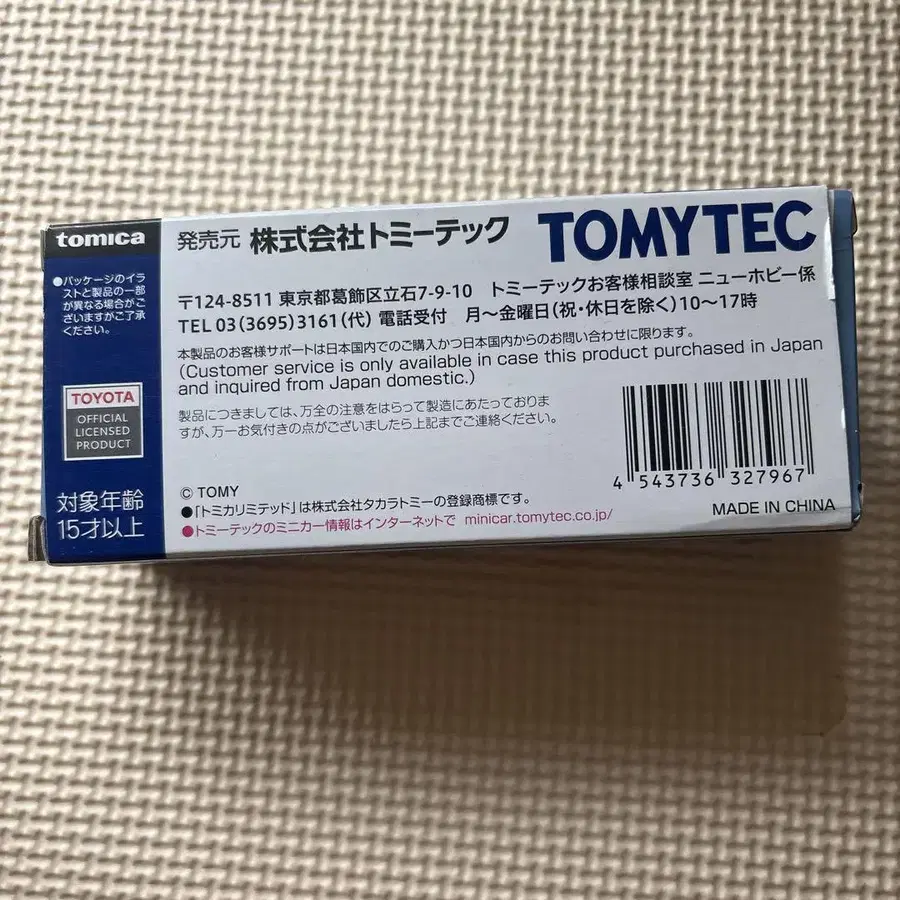 tomica
●パッケージのイラ
ストと製品の一部
が異なる場合がご
ざいますがご了承
ください。
TOYOTA
OFFICIAL
LICENSED
PRODUCT
対象年齢
15才以上
発売元 株式会社トミーテック TOMYTEC
〒124-8511 東京都葛飾区立石7-9-10 トミーテックお客様相談室 ニューホビー係
TEL 03(3695)3161(代) 電話受付 月～金曜日(祝・休日を除く)10～17時
本製品のお客様サポートは日本国内でのご購入かつ日本国内からのお問い合わせに限ります。
(Customer service is only available in case this product purchased in Japan
and inquired from Japan domestic.)
製品につきましては、万全の注意をはらって製造にあたっておりま
すが、万一お気付きの点がございましたら上記までご連絡ください。
4 543736 327967
© TOMY
●「トミカリミテッド」は株式会社タカラトミーの登録商標です。
●トミーテックのミニカー情報はインターネットで minicar.tomytec.co.jp/
MADE IN CHINA